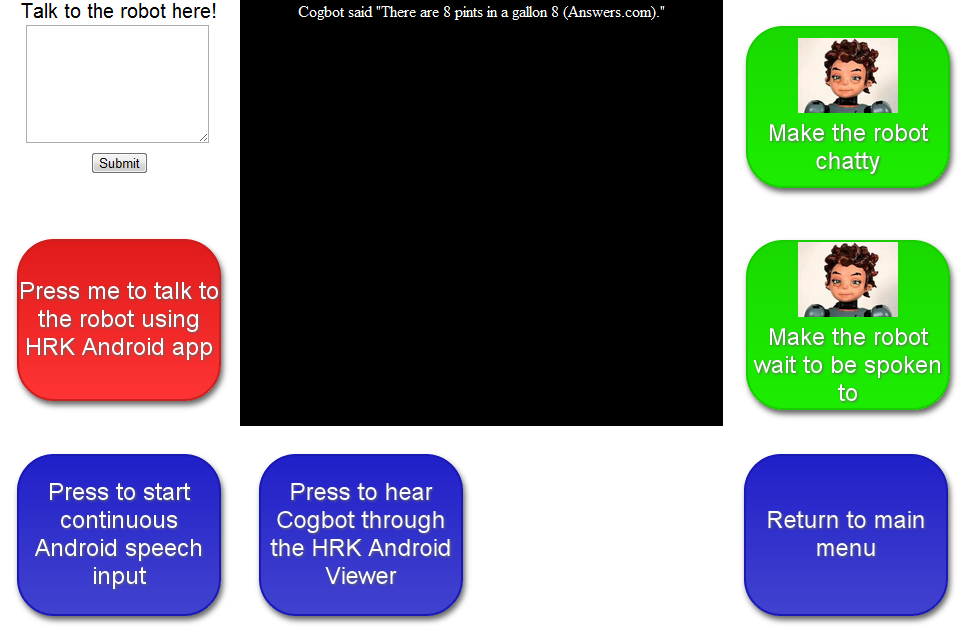 Talk to the robot here!
Submit
Cogbot said "There are 8 pints in a gallon 8 (Answers.com)."
Make the robot
chatty
Press me to talk to
the robot using
HRK Android app
Make the robot
wait to be spoken
to
Press to start
continuous
Android speech
input
Press to hear
Cogbot through
the HRK Android
Viewer
Return to main
menu